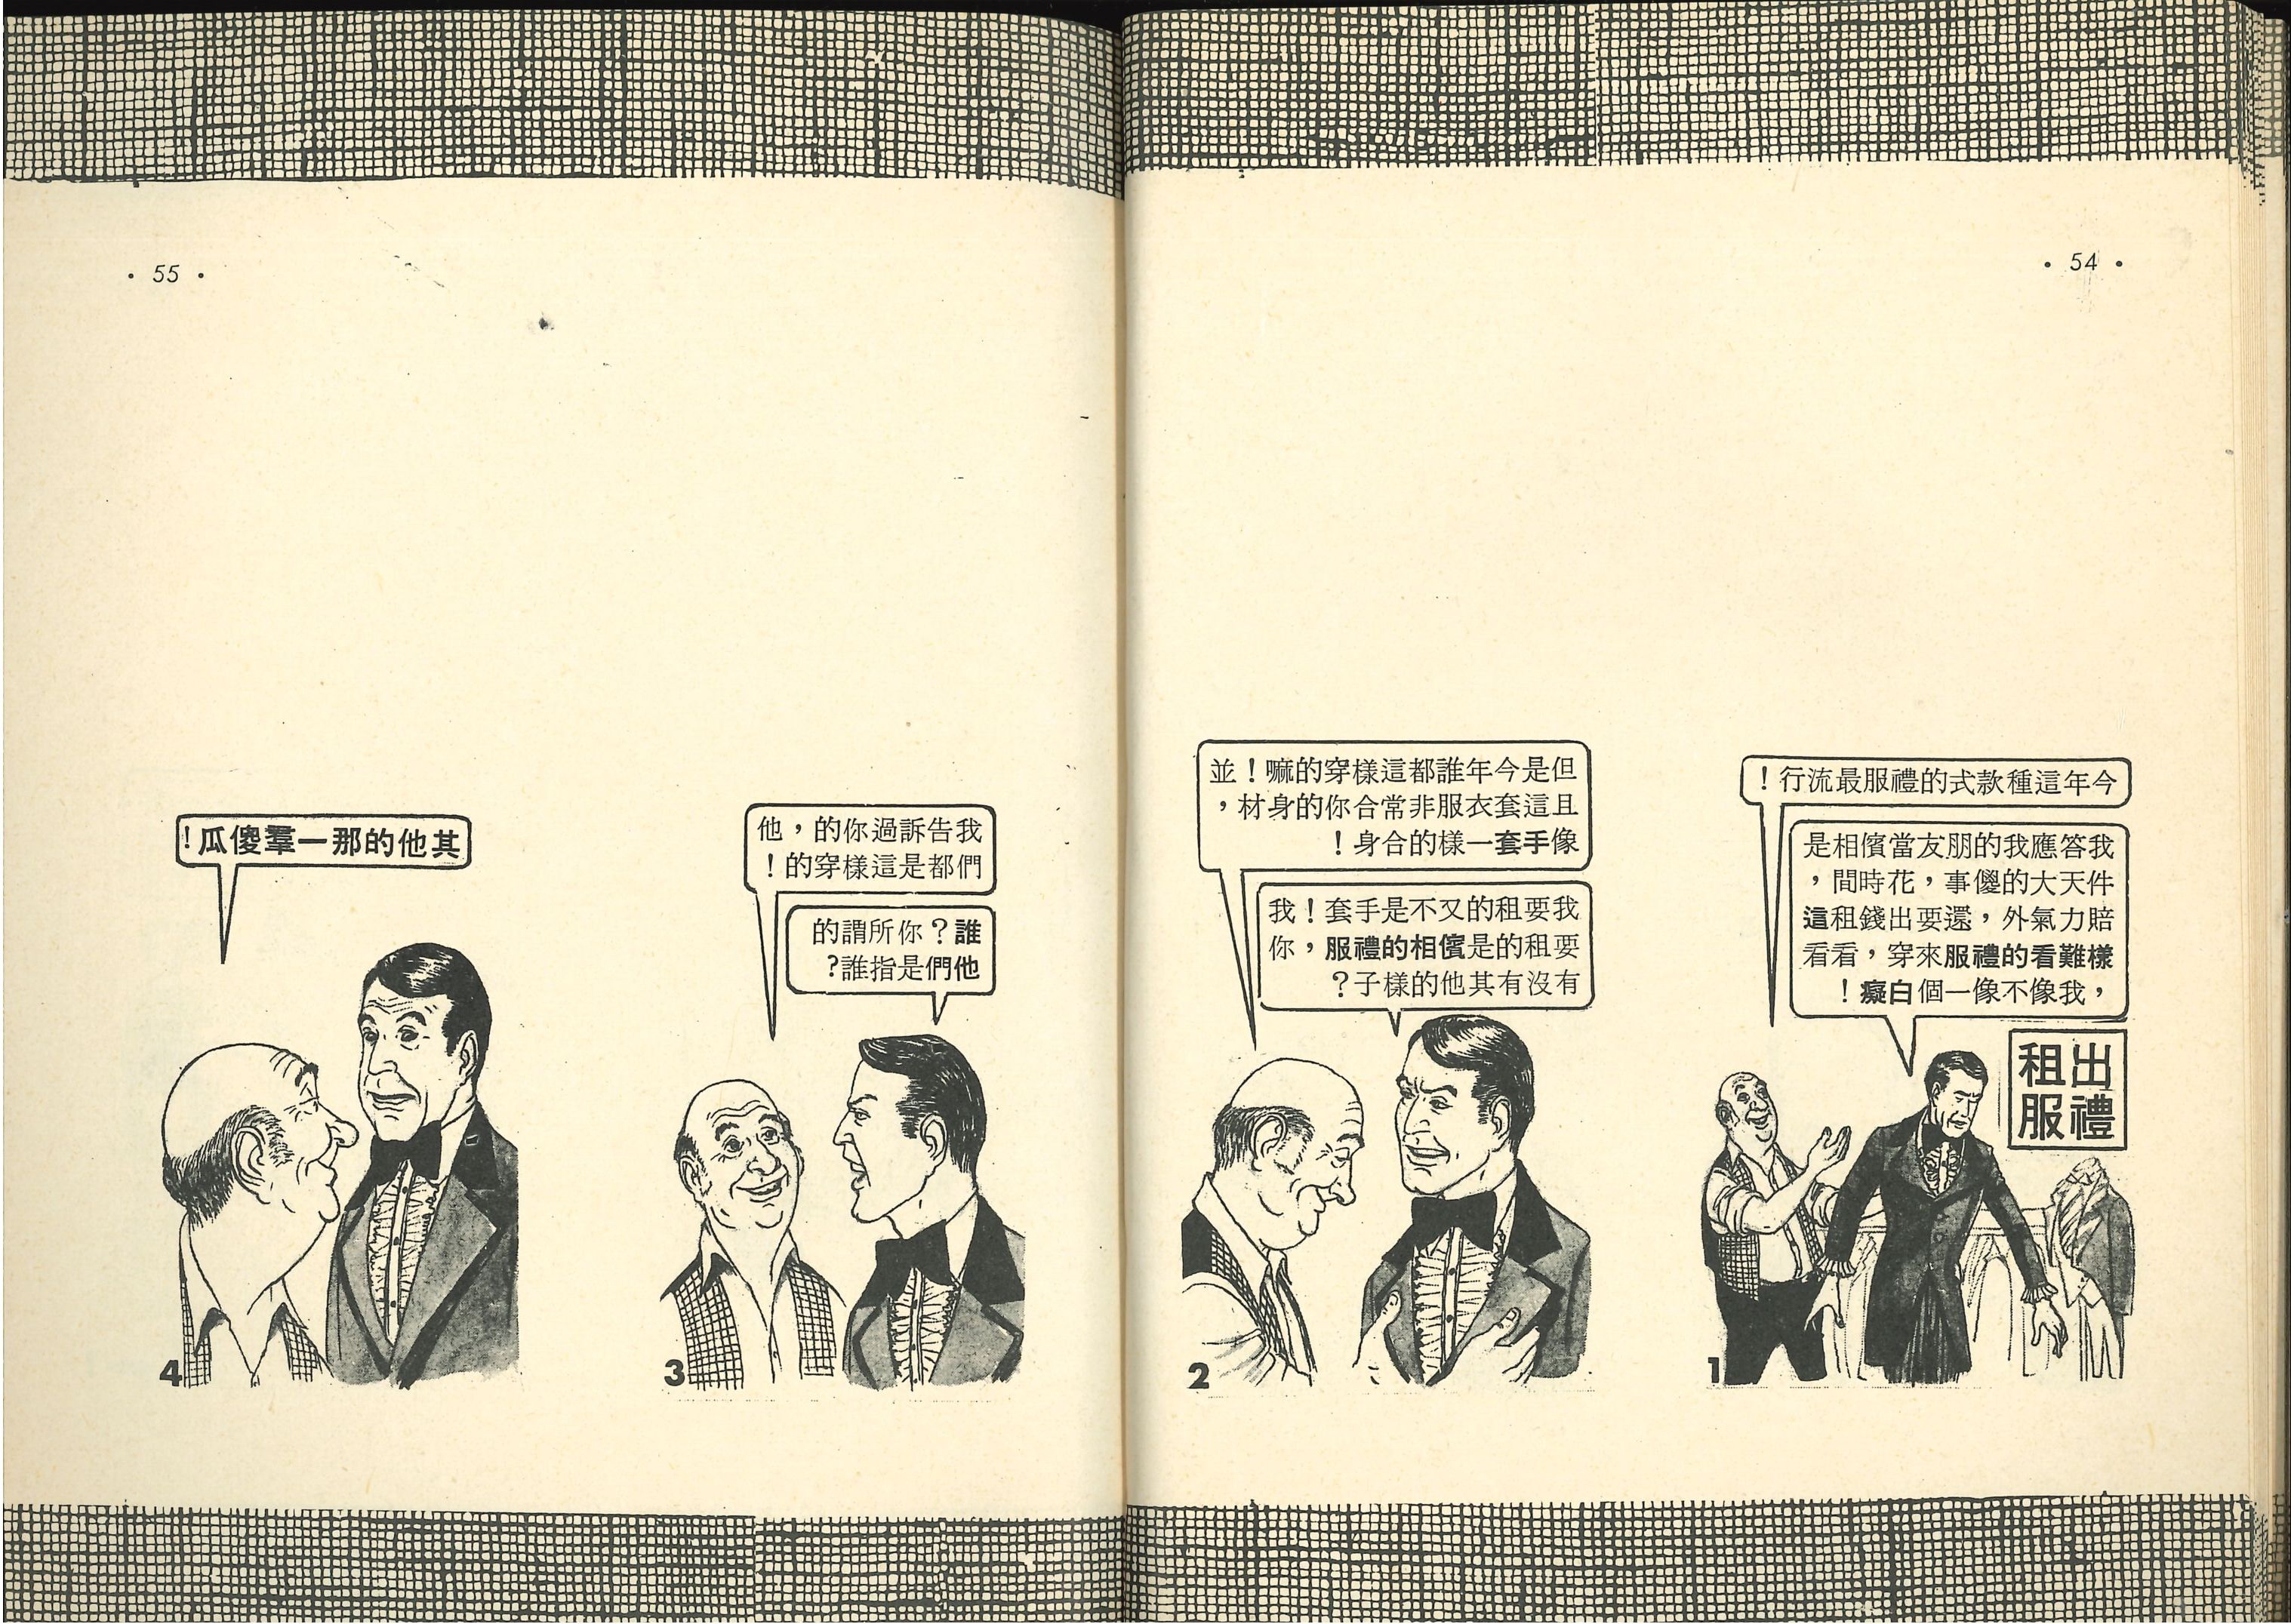 • 54 •
今年這種款式的禮服最流行！
我答應我的朋友當儐相是
件天大的傻事，花時間，
賠力氣外，還要出錢租這
樣難看的禮服來穿，看看
，我像不像一個白癡！
出租
禮服
1
但是今年誰都這樣穿的嘛！並
且這套衣服非常合你的身材，
像手套一樣的合身！
我要租的又不是手套！我
要租的是儐相的禮服，你
有沒有其他的樣子？
2
• 55 •
我告訴過你的，他
們都是這樣穿的！
誰？你所謂的
他們是指誰？
3
其他的那一羣傻瓜！
4